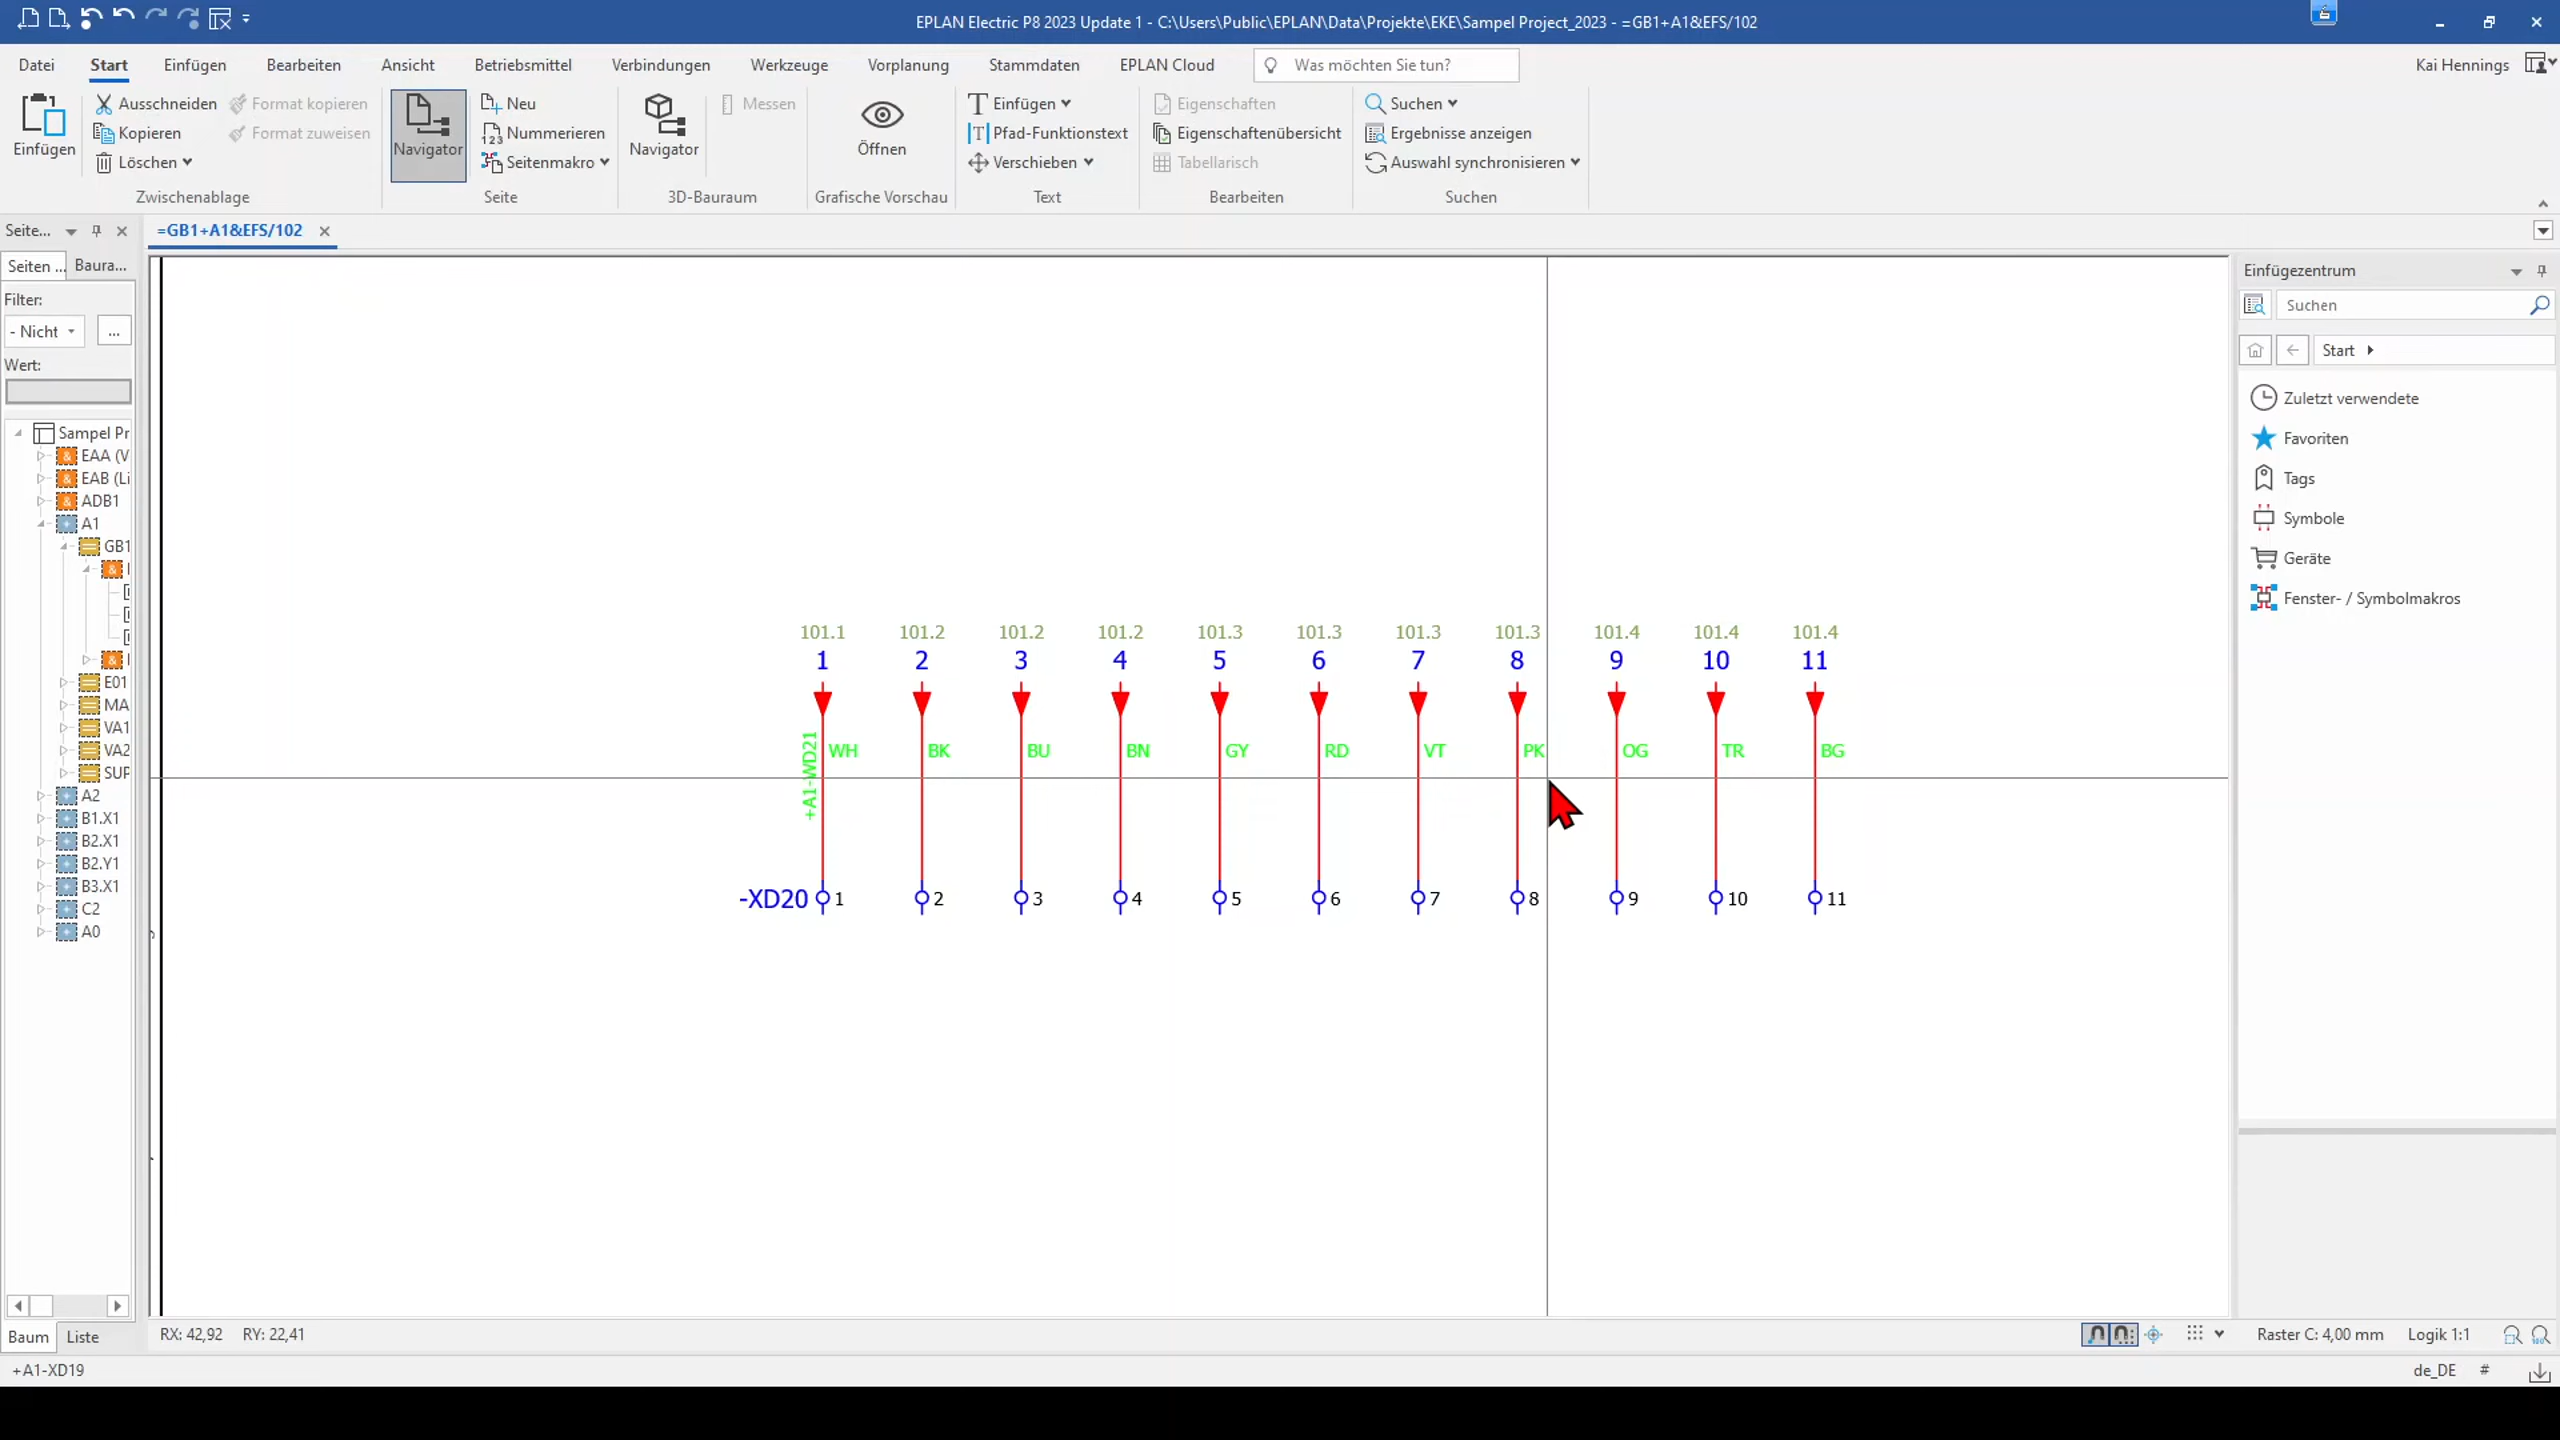 EPLAN Electric P8 2023 Update 1 - C:\Users\Public\EPLAN\Data\Projekte\EKE\Sampel Project_2023 - =GB1+A1&EFS/102
Datei Start Einfügen Bearbeiten Ansicht Betriebsmittel Verbindungen Werkzeuge Vorplanung Stammdaten EPLAN Cloud Was möchten Sie tun? Kai Hennings
Ausschneiden Format kopieren Neu Messen Einfügen Eigenschaften Suchen
Kopieren Format zuweisen Nummerieren Pfad-Funktionstext Eigenschaftenübersicht Ergebnisse anzeigen
Einfügen Navigator Navigator Öffnen
Löschen Seitenmakro Verschieben Tabellarisch Auswahl synchronisieren
Zwischenablage Seite 3D-Bauraum Grafische Vorschau Text Bearbeiten Suchen
Seite... =GB1+A1&EFS/102
Seiten ... Baura...
Filter:
- Nicht ...
Wert:
Sampel Pr
EAA (V
EAB (Li
ADB1
A1
GB1
E01
MA
VA1
VA2
SUP
A2
B1.X1
B2.X1
B2.Y1
B3.X1
C2
A0
Baum Liste
101.1 101.2 101.2 101.2 101.3 101.3 101.3 101.3 101.4 101.4 101.4
1 2 3 4 5 6 7 8 9 10 11
+A1-WD21
WH BK BU BN GY RD VT PK OG TR BG
-XD20 1 2 3 4 5 6 7 8 9 10 11
Einfügezentrum
Suchen
Start
Zuletzt verwendete
Favoriten
Tags
Symbole
Geräte
Fenster- / Symbolmakros
RX: 42,92 RY: 22,41 Raster C: 4,00 mm Logik 1:1
+A1-XD19 de_DE #